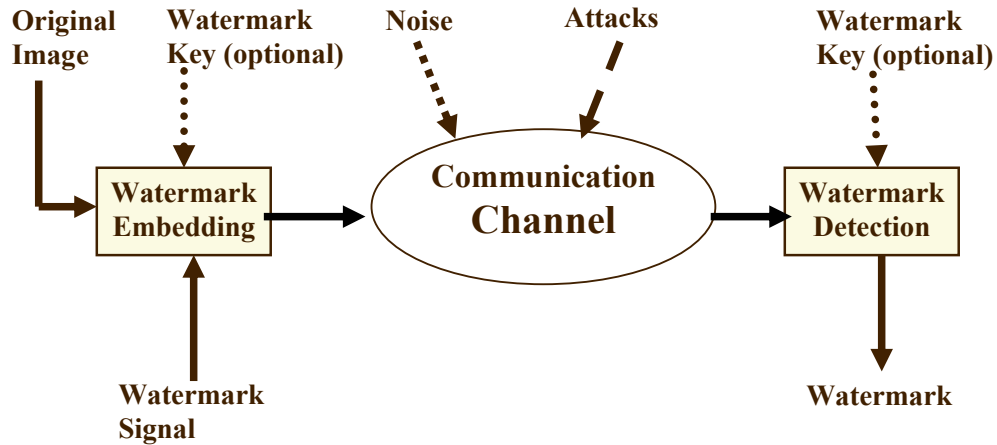 Original
Image
Watermark
Key (optional)
Noise
Attacks
Watermark
Key (optional)
Watermark
Embedding
Communication
Channel
Watermark
Detection
Watermark
Signal
Watermark